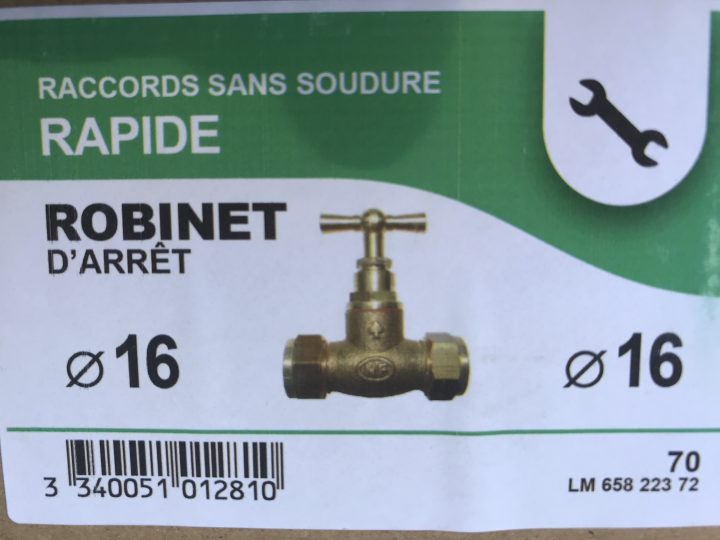 RACCORDS SANS SOUDURE
RAPIDE
ROBINET
D'ARRÊT
⌀ 16
⌀ 16
3 340051 012810
70
LM 658 223 72